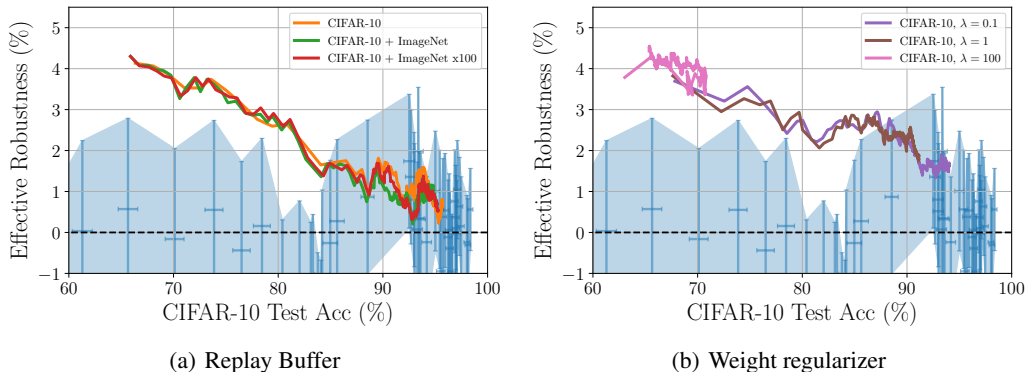 Effective Robustness (%)
5
4
3
2
1
0
−1
60
70
80
90
100
CIFAR-10 Test Acc (%)
CIFAR-10
CIFAR-10 + ImageNet
CIFAR-10 + ImageNet x100
(a) Replay Buffer
Effective Robustness (%)
5
4
3
2
1
0
−1
60
70
80
90
100
CIFAR-10 Test Acc (%)
CIFAR-10, λ = 0.1
CIFAR-10, λ = 1
CIFAR-10, λ = 100
(b) Weight regularizer